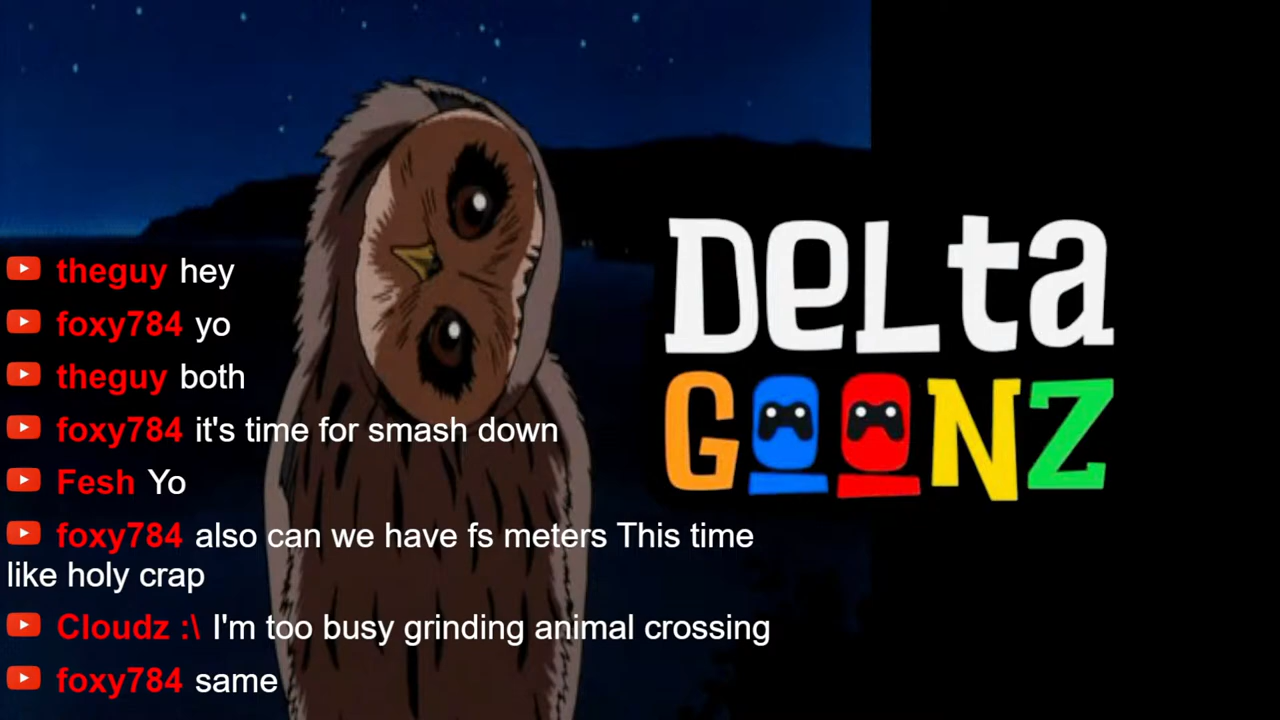 theguy hey
foxy784 yo
theguy both
foxy784 it's time for smash down
Fesh Yo
foxy784 also can we have fs meters This time
like holy crap
Cloudz :\ I'm too busy grinding animal crossing
foxy784 same
DeLta
GOONZ